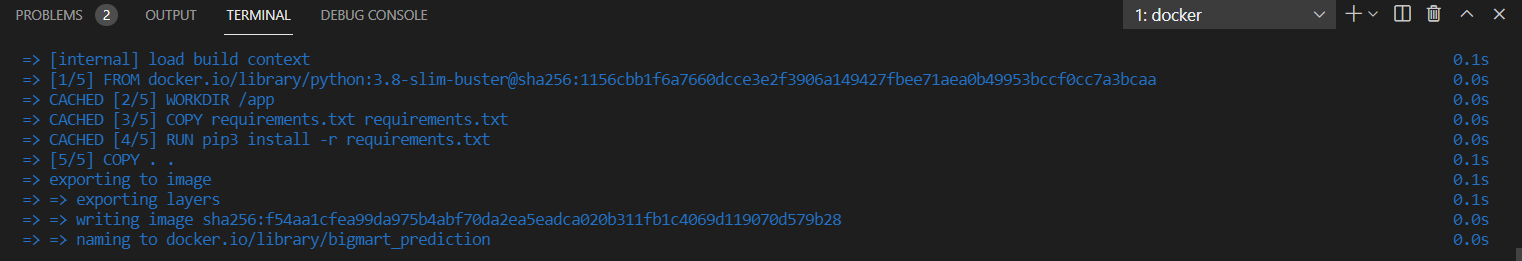 PROBLEMS 2 OUTPUT TERMINAL DEBUG CONSOLE 1: docker
=> [internal] load build context 0.1s
=> [1/5] FROM docker.io/library/python:3.8-slim-buster@sha256:1156cbb1f6a7660dcce3e2f3906a149427fbee71aea0b49953bccf0cc7a3bcaa 0.0s
=> CACHED [2/5] WORKDIR /app 0.0s
=> CACHED [3/5] COPY requirements.txt requirements.txt 0.0s
=> CACHED [4/5] RUN pip3 install -r requirements.txt 0.0s
=> [5/5] COPY . . 0.1s
=> exporting to image 0.1s
=> => exporting layers 0.1s
=> => writing image sha256:f54aa1cfea99da975b4abf70da2ea5eadca020b311fb1c4069d119070d579b28 0.0s
=> => naming to docker.io/library/bigmart_prediction 0.0s